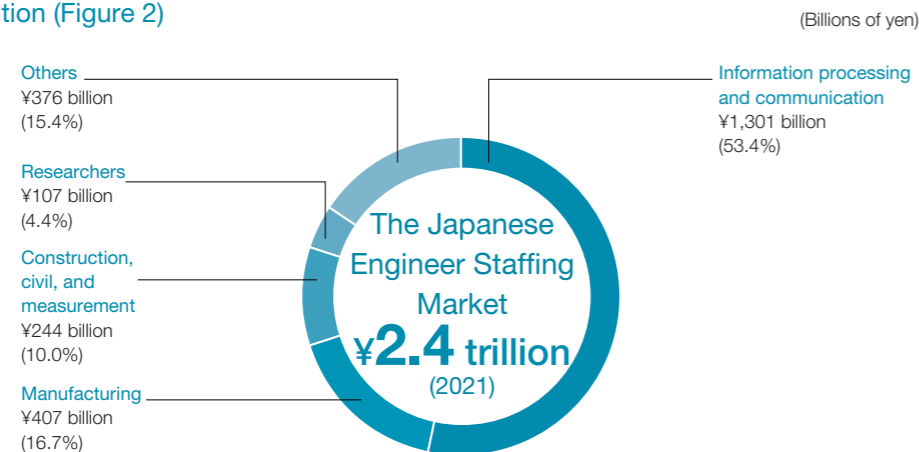 tion (Figure 2)
(Billions of yen)
Others
¥376 billion
(15.4%)
Researchers
¥107 billion
(4.4%)
Construction,
civil, and
measurement
¥244 billion
(10.0%)
Manufacturing
¥407 billion
(16.7%)
Information processing
and communication
¥1,301 billion
(53.4%)
The Japanese
Engineer Staffing
Market
¥2.4 trillion
(2021)